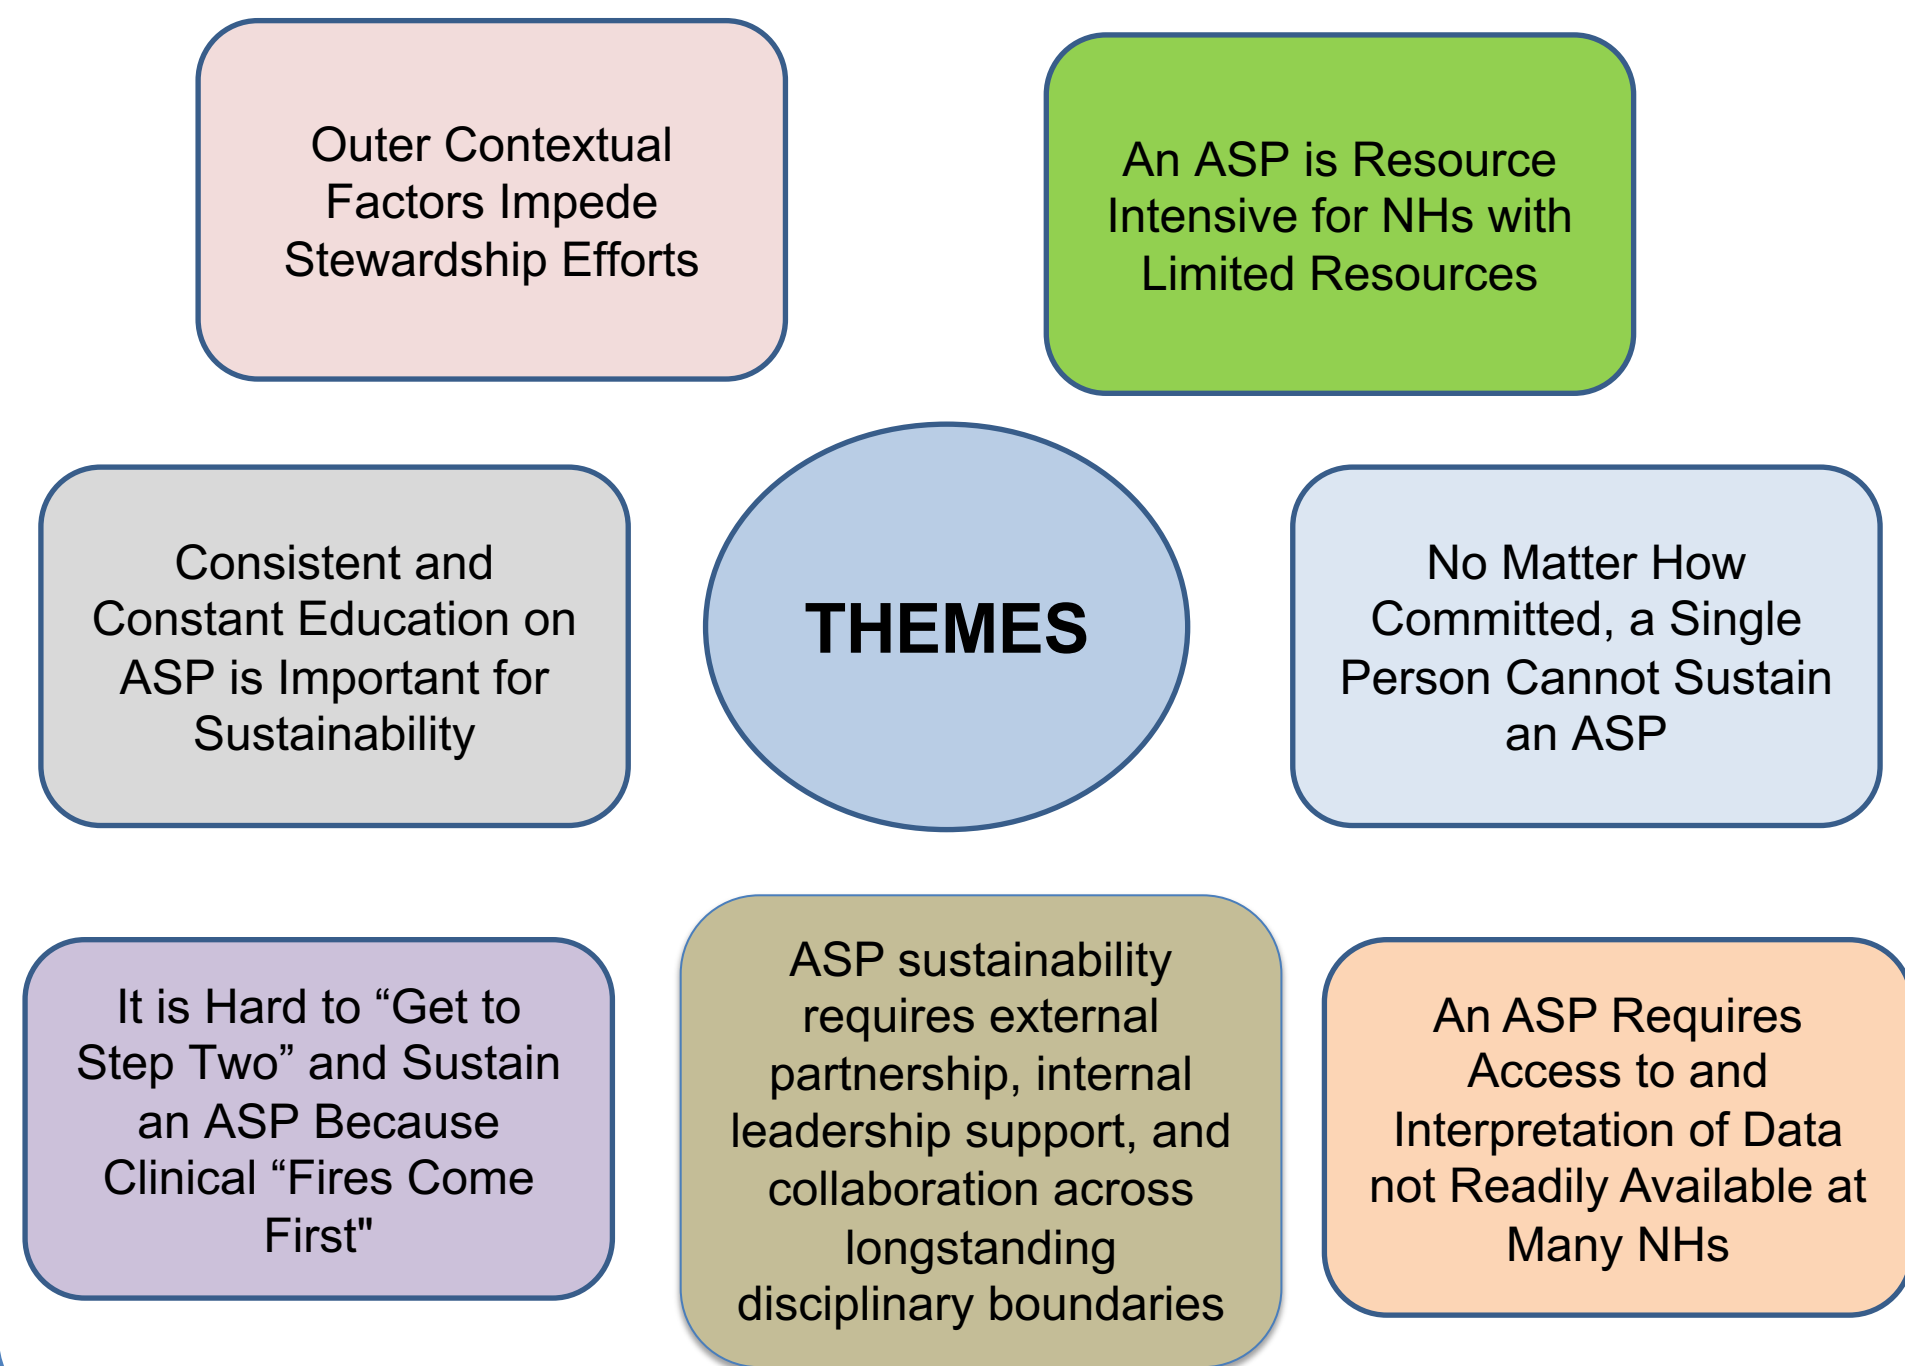 Outer Contextual
Factors Impede
Stewardship Efforts
An ASP is Resource
Intensive for NHs with
Limited Resources
Consistent and
Constant Education on
ASP is Important for
Sustainability
THEMES
No Matter How
Committed, a Single
Person Cannot Sustain
an ASP
It is Hard to “Get to
Step Two” and Sustain
an ASP Because
Clinical “Fires Come
First"
ASP sustainability
requires external
partnership, internal
leadership support, and
collaboration across
longstanding
disciplinary boundaries
An ASP Requires
Access to and
Interpretation of Data
not Readily Available at
Many NHs